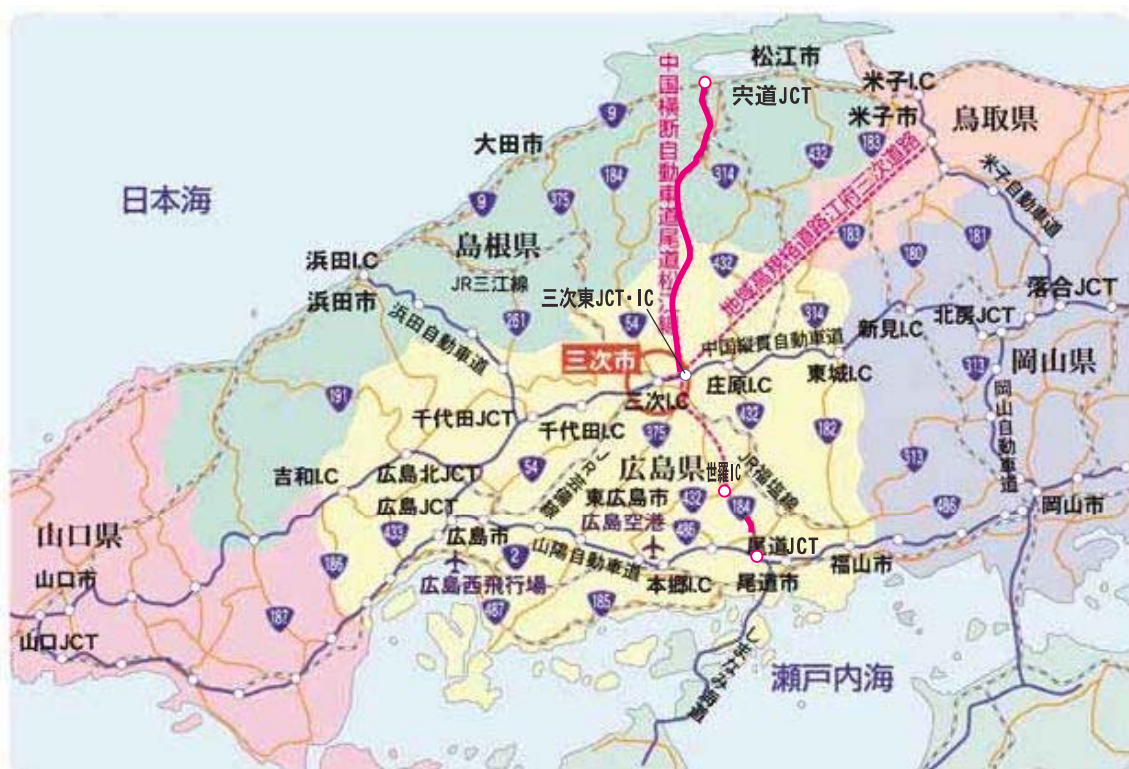 松江市
米子I.C
宍道JCT
米子市
鳥取県
9
183
大田市
432
中国横断自動車道尾道松江線
184
314
米子自動車道
日本海
375
9
地域高規格道路江府三次道路
島根県
183
181
180
浜田I.C
432
JR三江線
落合JCT
浜田市
三次東JCT・IC
314
北房JCT
261
54
新見I.C
浜田自動車道
中国縦貫自動車道
岡山県
三次市
313
庄原I.C
東城I.C
191
三次I.C
岡山自動車道
千代田JCT
432
千代田I.C
375
182
広島県
JR福塩線
吉和I.C
広島北JCT
54
世羅IC
313
東広島市
432
184
広島JCT
486
岡山市
広島空港
433
広島市
486
山口県
2
山陽自動車道
尾道JCT
福山市
186
山口市
広島西飛行場
本郷I.C
尾道市
487
185
187
山口JCT
しまなみ海道
瀬戸内海